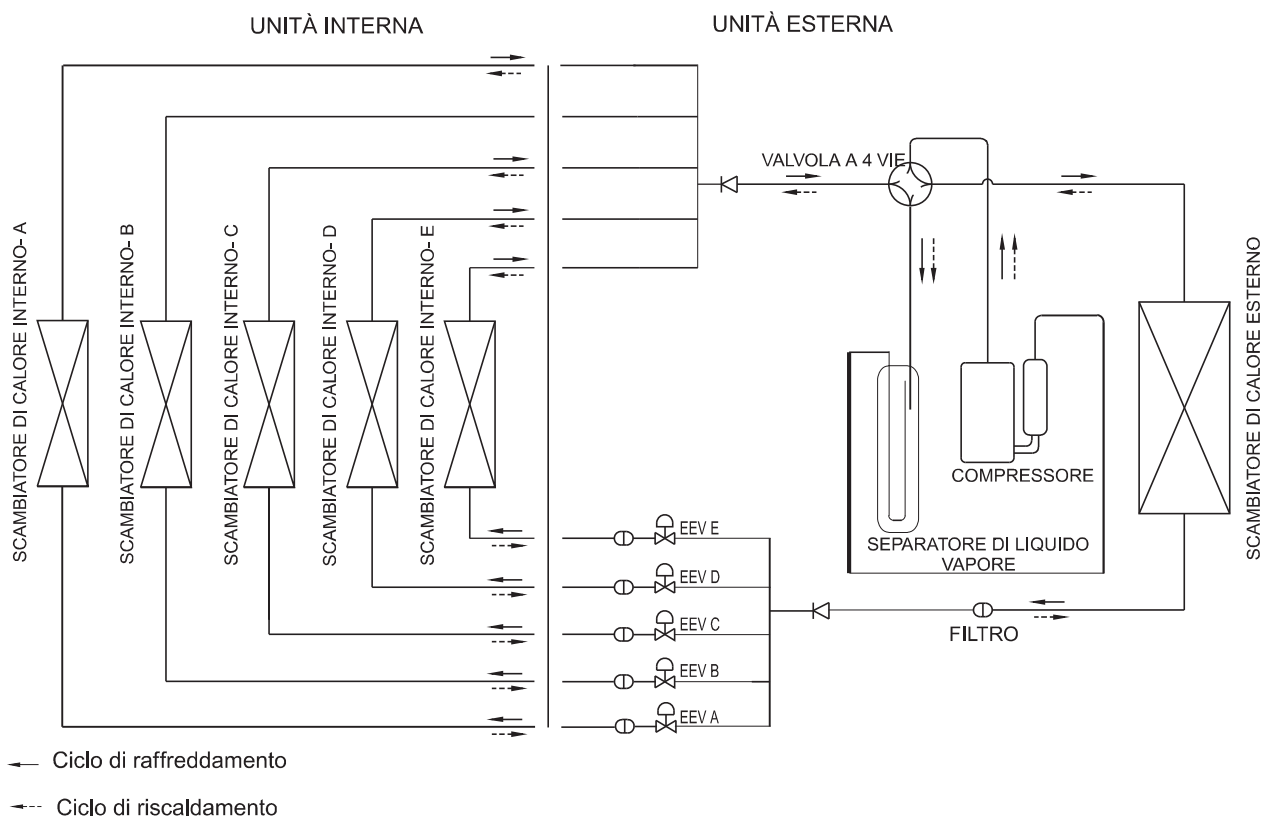 UNITÀ INTERNA
UNITÀ ESTERNA
VALVOLA A 4 VIE
SCAMBIATORE DI CALORE INTERNO- A
SCAMBIATORE DI CALORE INTERNO- B
SCAMBIATORE DI CALORE INTERNO- C
SCAMBIATORE DI CALORE INTERNO- D
SCAMBIATORE DI CALORE INTERNO- E
SCAMBIATORE DI CALORE ESTERNO
COMPRESSORE
SEPARATORE DI LIQUIDO
VAPORE
EEV E
EEV D
EEV C
EEV B
EEV A
FILTRO
Ciclo di raffreddamento
Ciclo di riscaldamento